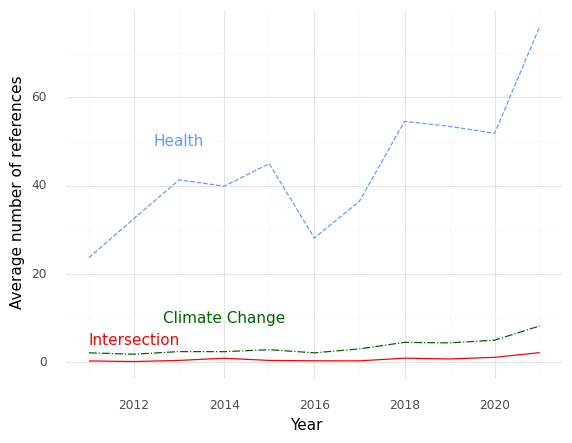 Average number of references
60
40
20
0
Health
Climate Change
Intersection
2012 2014 2016 2018 2020
Year